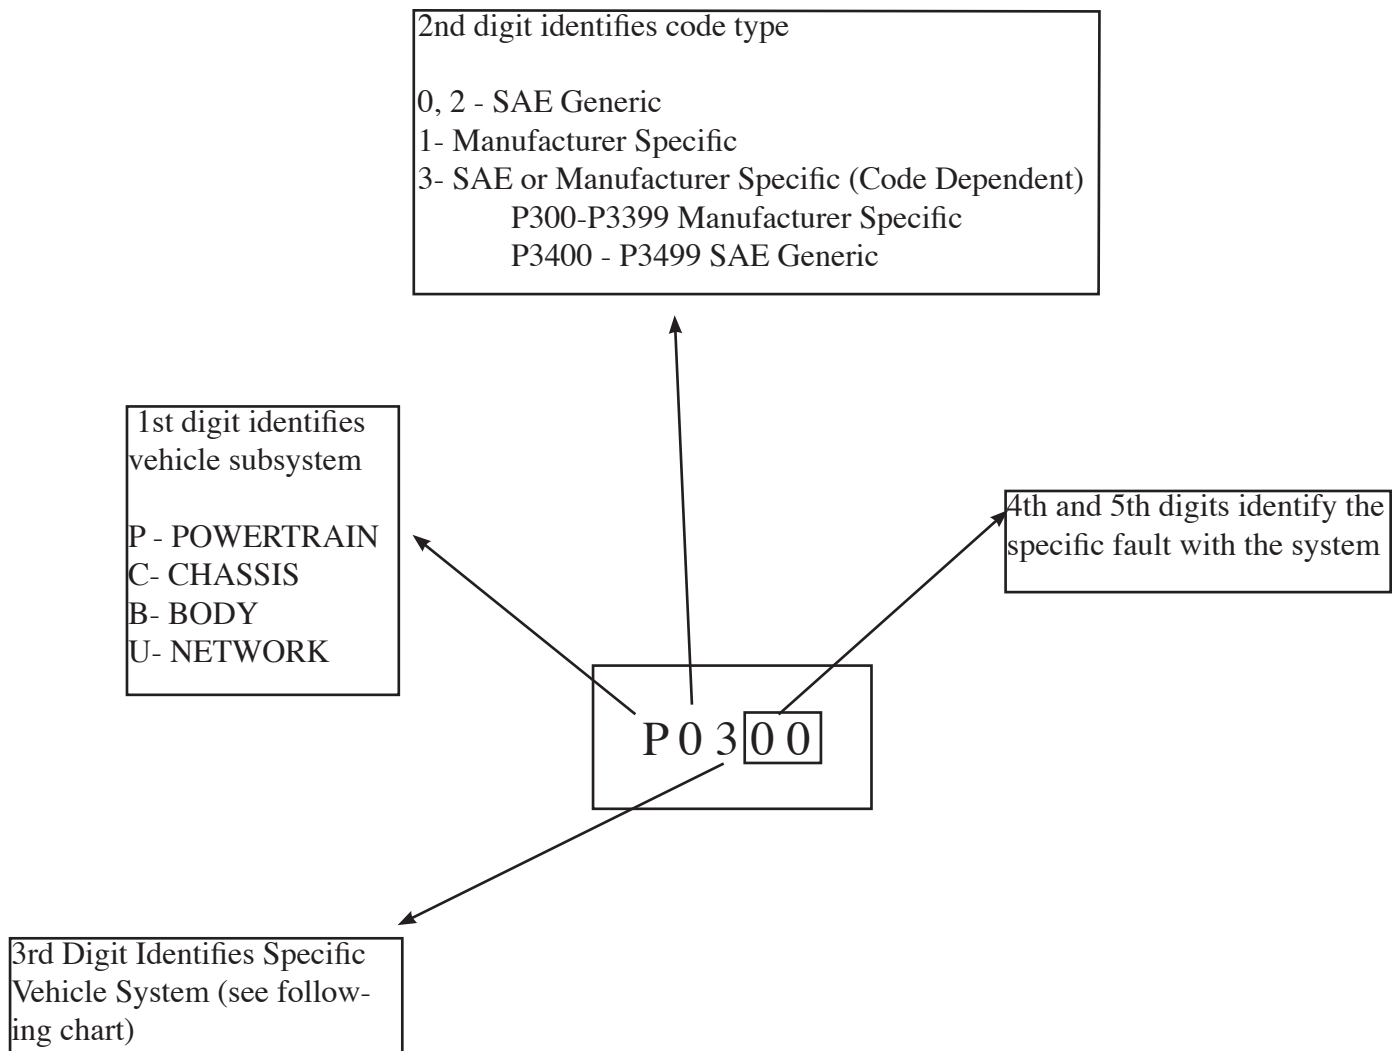 2nd digit identifies code type
0, 2 - SAE Generic
1- Manufacturer Specific
3- SAE or Manufacturer Specific (Code Dependent)
P300-P3399 Manufacturer Specific
P3400 - P3499 SAE Generic
1st digit identifies
vehicle subsystem
P - POWERTRAIN
C- CHASSIS
B- BODY
U- NETWORK
4th and 5th digits identify the
specific fault with the system
P 0 3 0 0
3rd Digit Identifies Specific
Vehicle System (see follow-
ing chart)